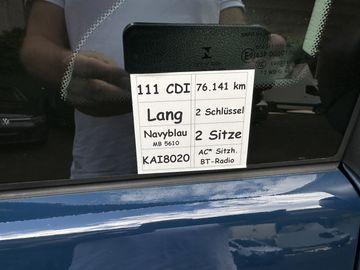 111 CDI
76.141 km
Lang
2 Schlüssel
Navyblau
MB 5610
2 Sitze
KAI8020
AC* Sitzh.
BT-Radio